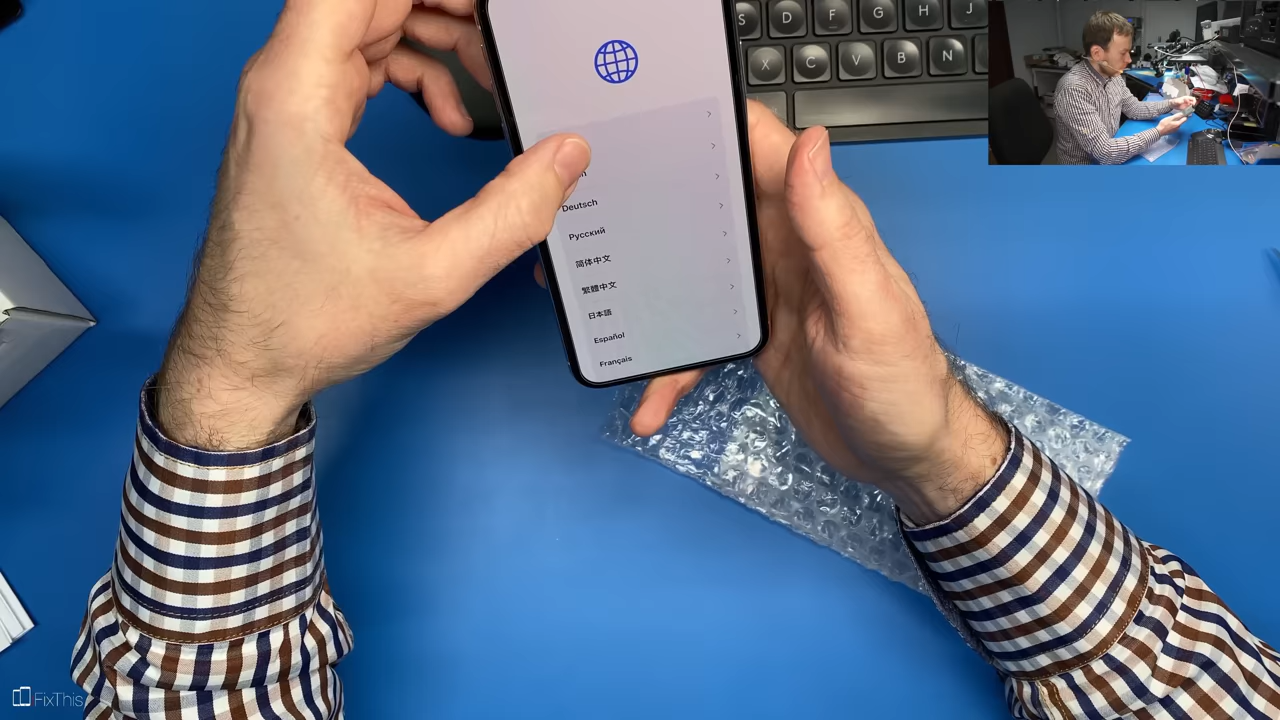 S D F G H J
X C V B N
Deutsch
Русский
简体中文
繁體中文
日本語
Español
Français
FixThis